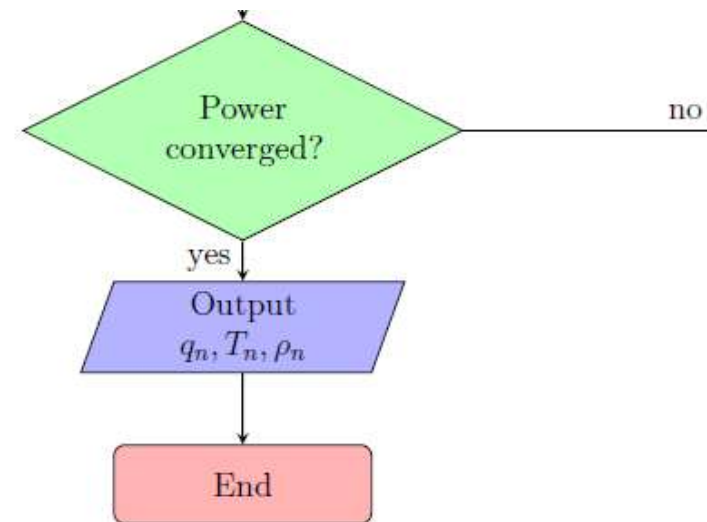 Power
converged?
no
yes
Output
qₙ, Tₙ, ρₙ
End